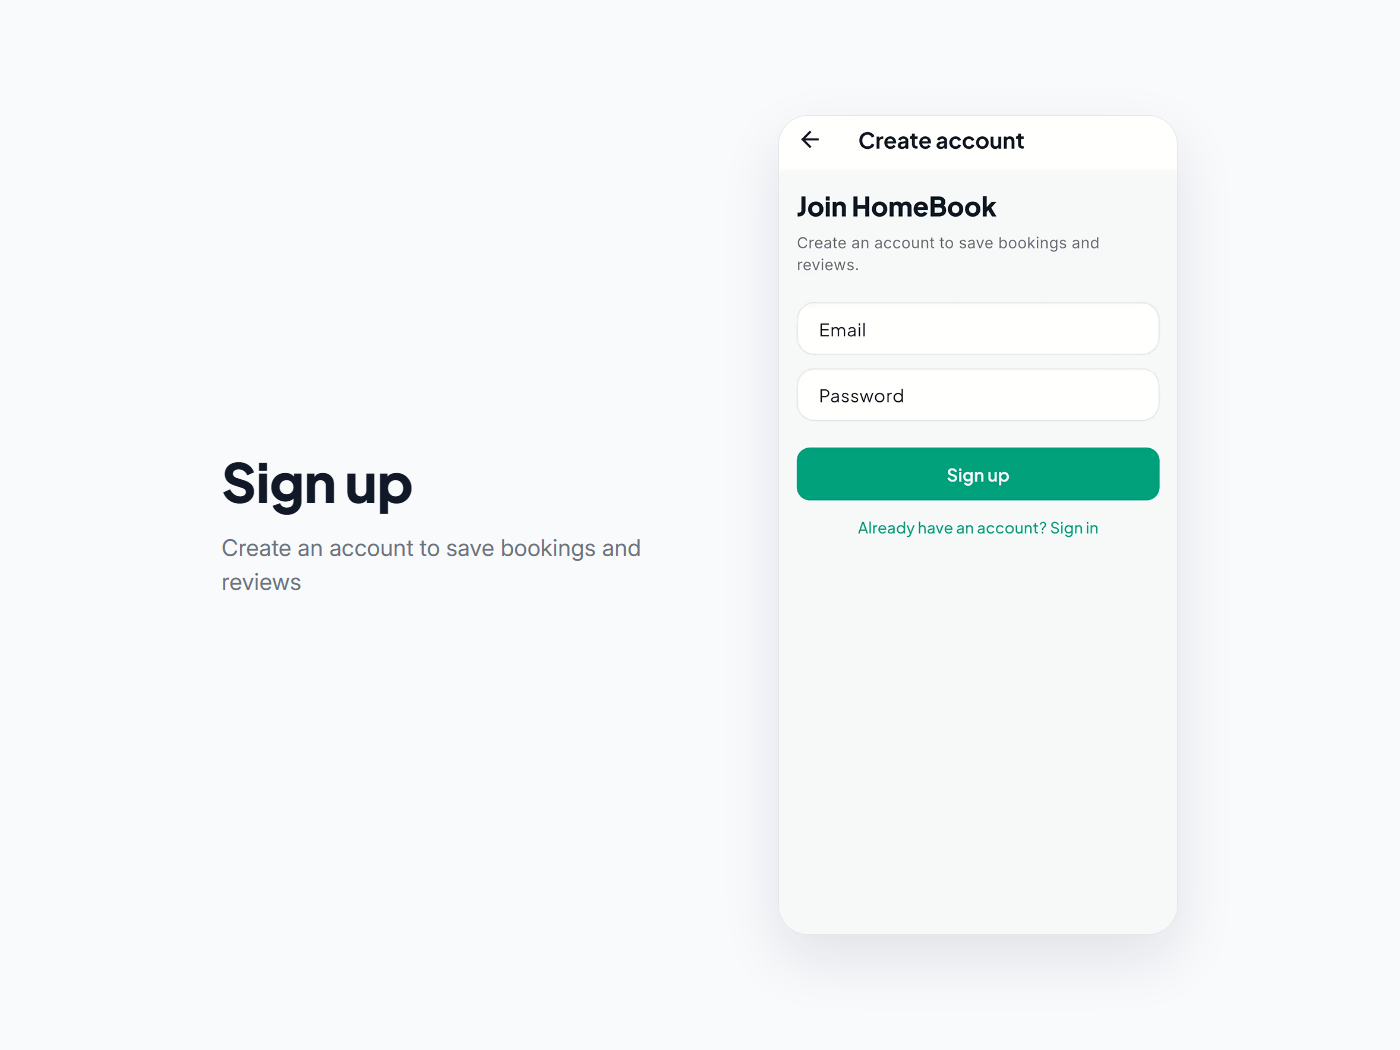 Sign up
Create an account to save bookings and
reviews
Create account
Join HomeBook
Create an account to save bookings and
reviews.
Email
Password
Sign up
Already have an account? Sign in